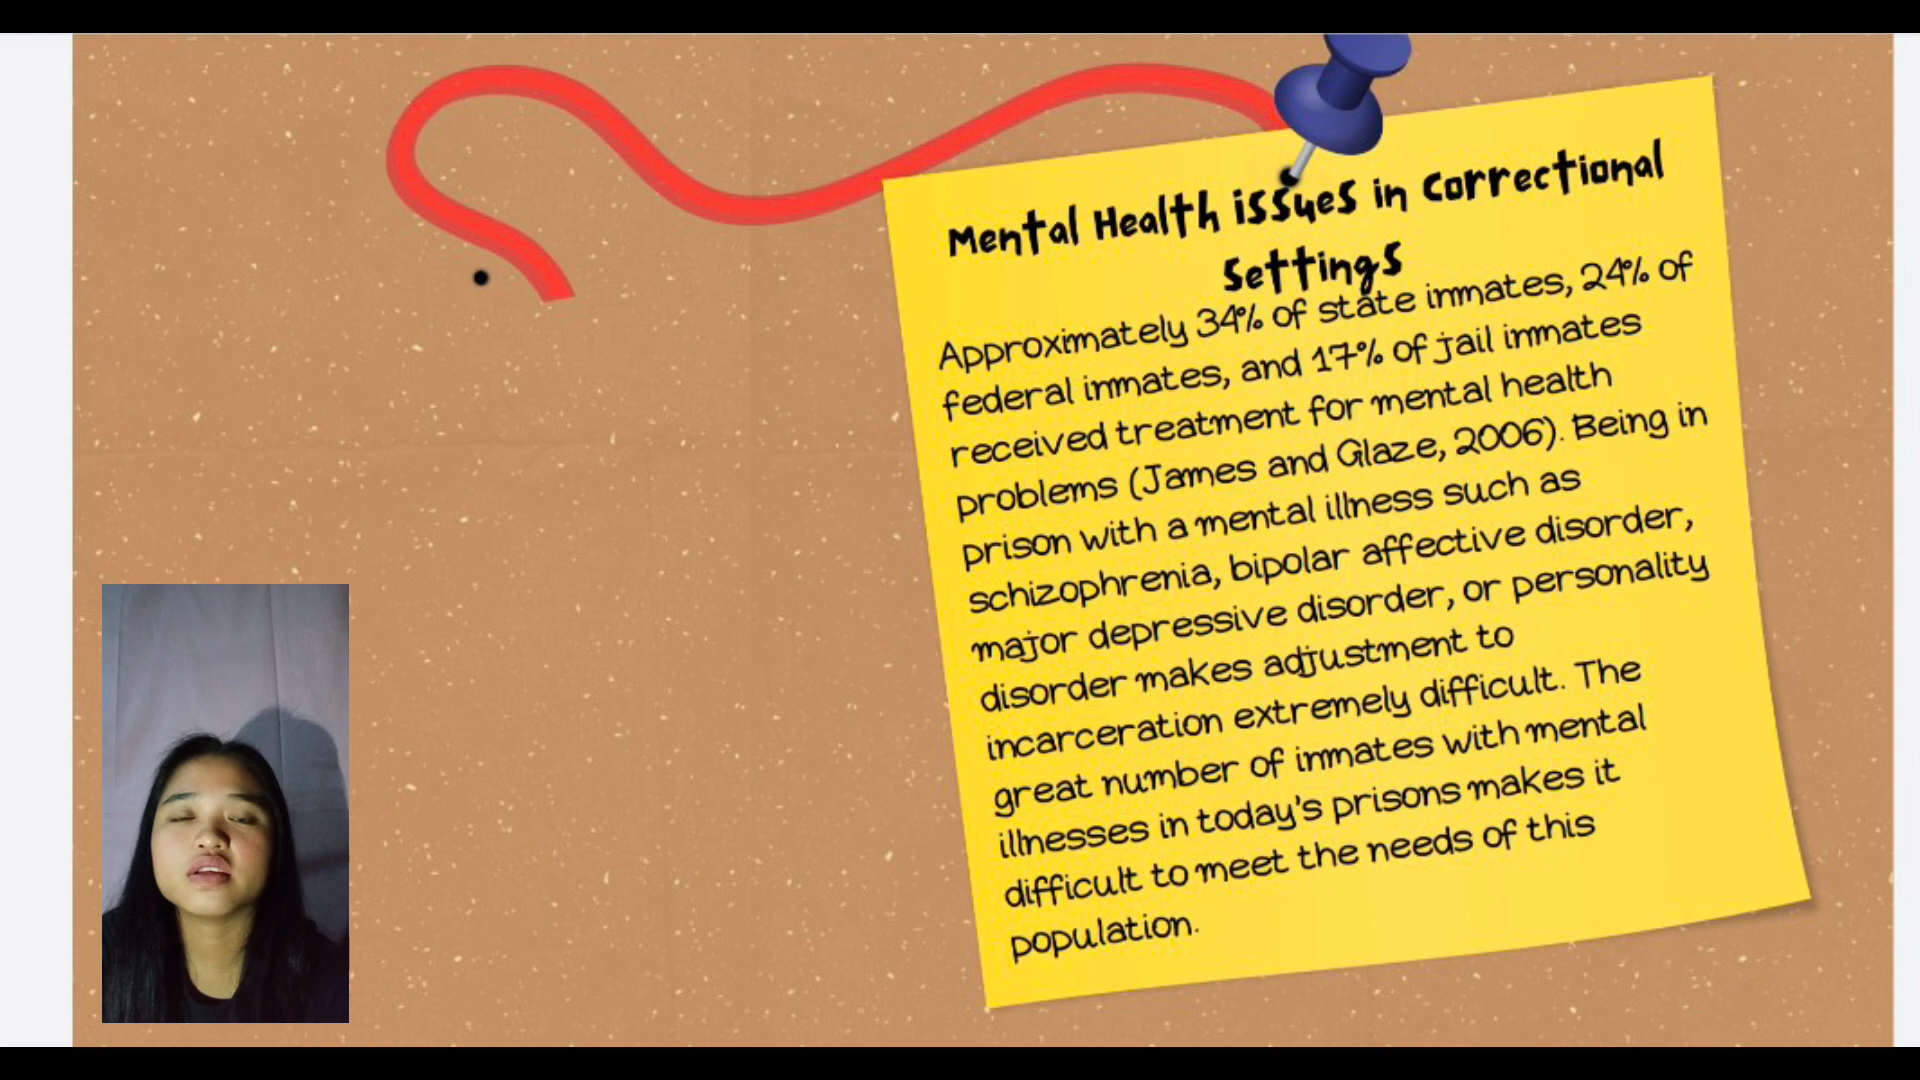 Mental Health issues in Correctional
Settings
Approximately 34% of state inmates, 24% of
federal inmates, and 17% of jail inmates
received treatment for mental health
problems (James and Glaze, 2006). Being in
prison with a mental illness such as
schizophrenia, bipolar affective disorder,
major depressive disorder, or personality
disorder makes adjustment to
incarceration extremely difficult. The
great number of inmates with mental
illnesses in today's prisons makes it
difficult to meet the needs of this
population.